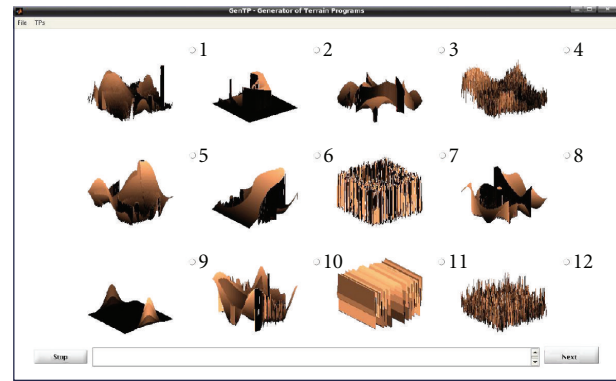 GenTP - Generator of Terrain Programs
File TPs
1 2 3 4
5 6 7 8
9 10 11 12
Stop Next